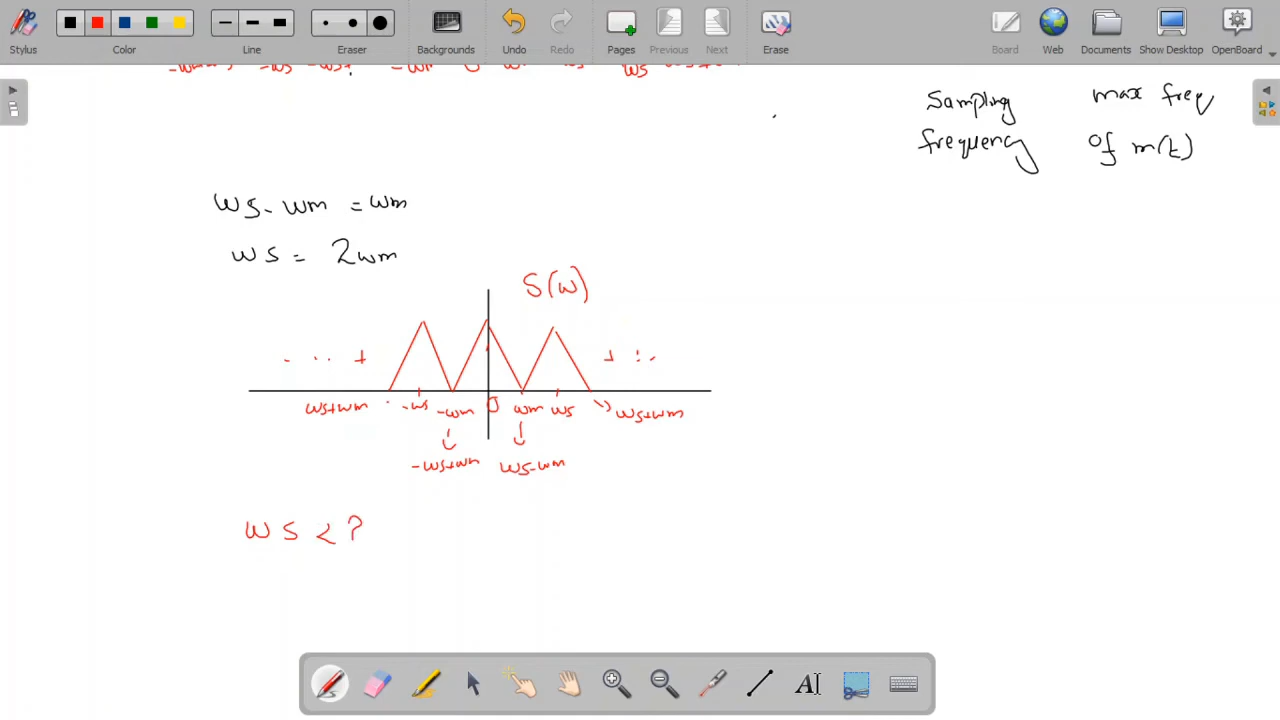 Stylus
Color
Line
Eraser
Backgrounds
Undo
Redo
Pages
Previous
Next
Erase
Board
Web
Documents
Show Desktop
OpenBoard
Sampling
frequency
max freq
of m(t)
ws - wm = wm
ws = 2wm
S(w)
. . . +
+ . . .
ws+wm -ws -wm 0 wm ws ws+wm
-ws+wm ws-wm
ws < ?